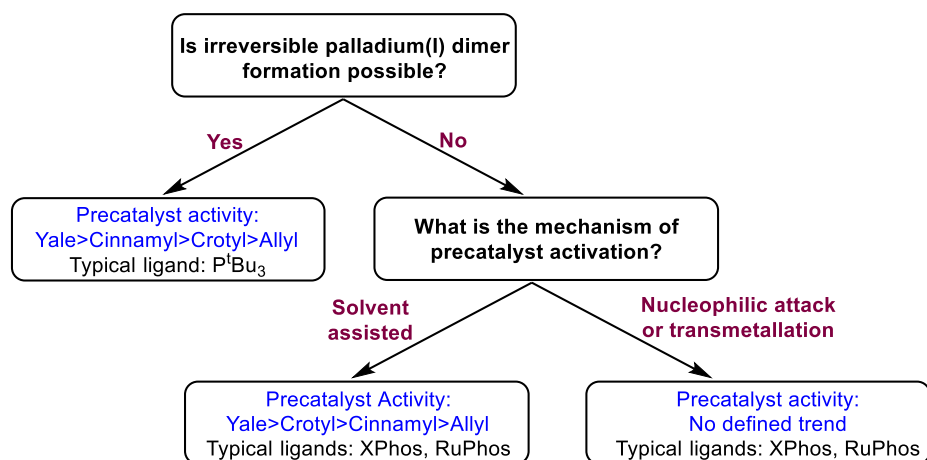 Is irreversible palladium(I) dimer
formation possible?
Yes
No
Precatalyst activity:
Yale>Cinnamyl>Crotyl>Allyl
Typical ligand: PᵗBu₃
What is the mechanism of
precatalyst activation?
Solvent
assisted
Nucleophilic attack
or transmetallation
Precatalyst Activity:
Yale>Crotyl>Cinnamyl>Allyl
Typical ligands: XPhos, RuPhos
Precatalyst activity:
No defined trend
Typical ligands: XPhos, RuPhos